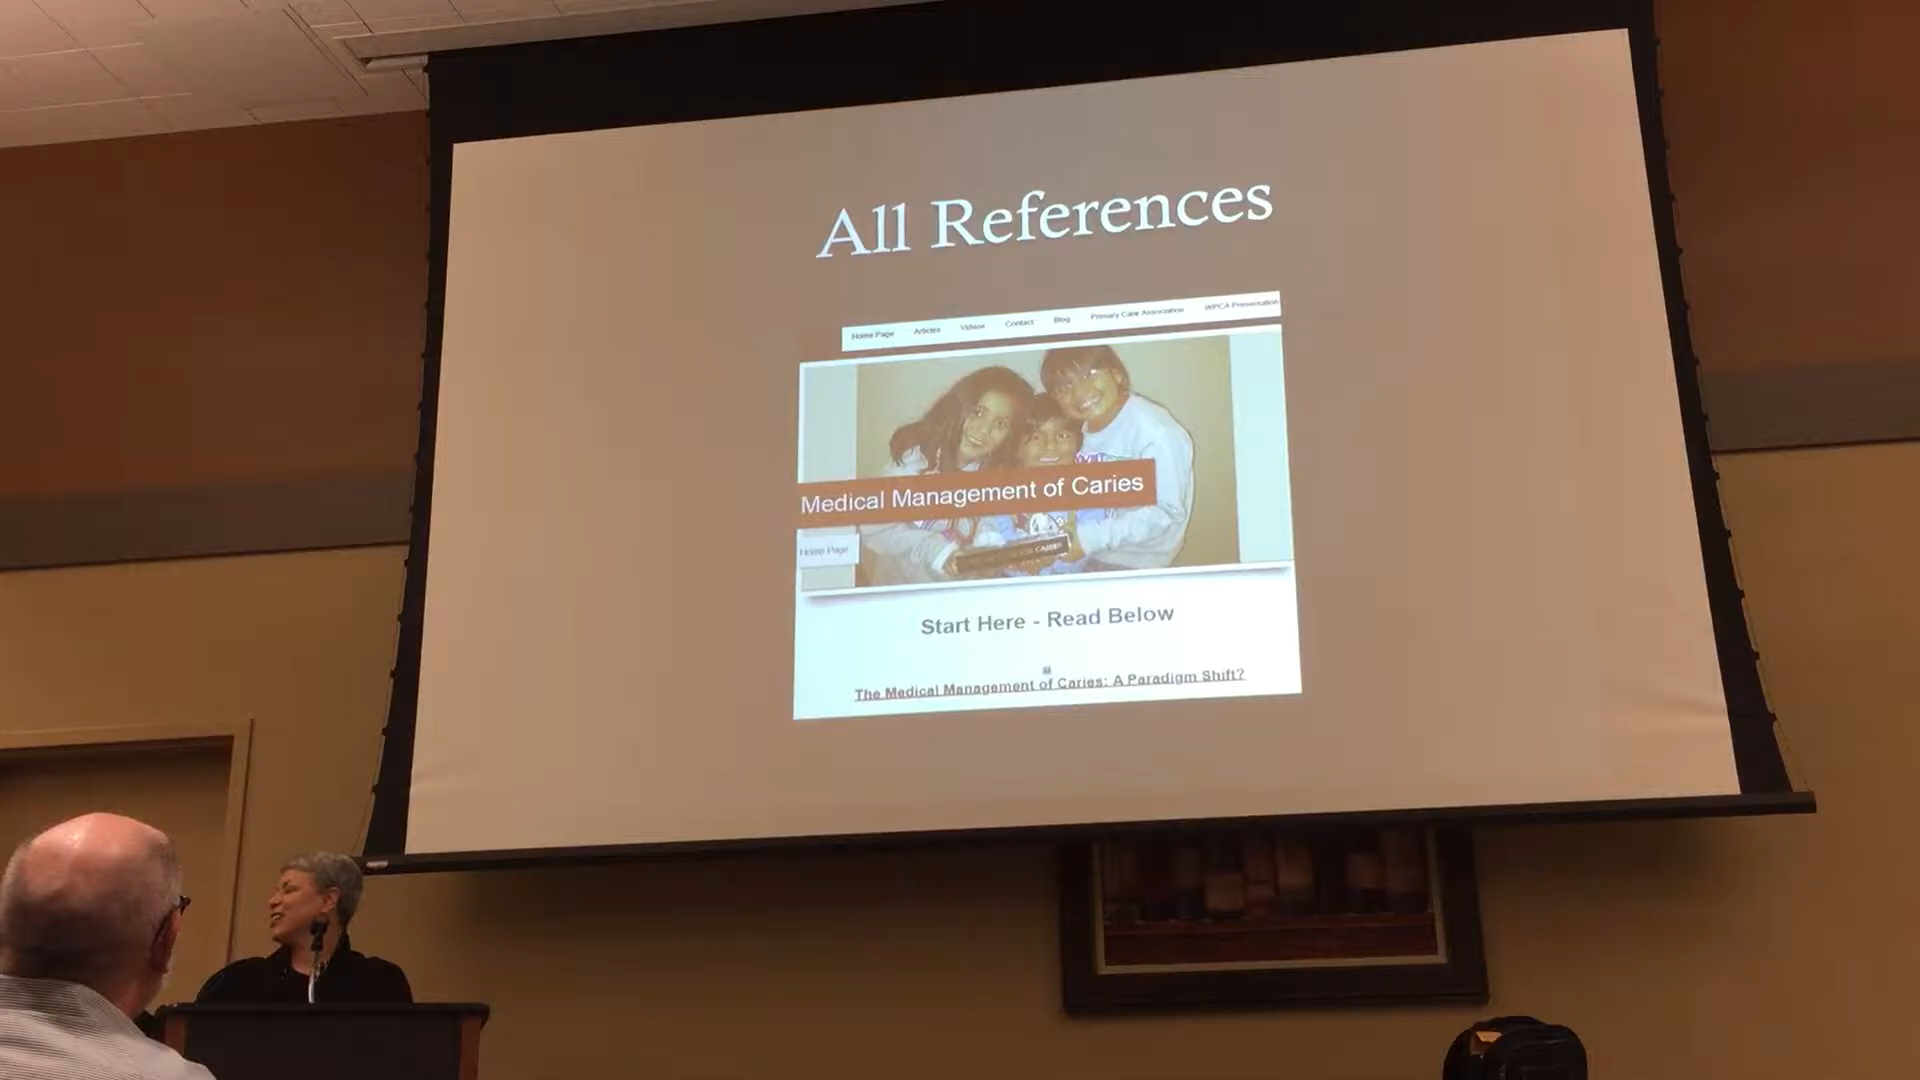 All References
Home Page Articles Videos Contact Blog Primary Care Association WPCA Presentation
Medical Management of Caries
Home Page
Start Here - Read Below
The Medical Management of Caries: A Paradigm Shift?